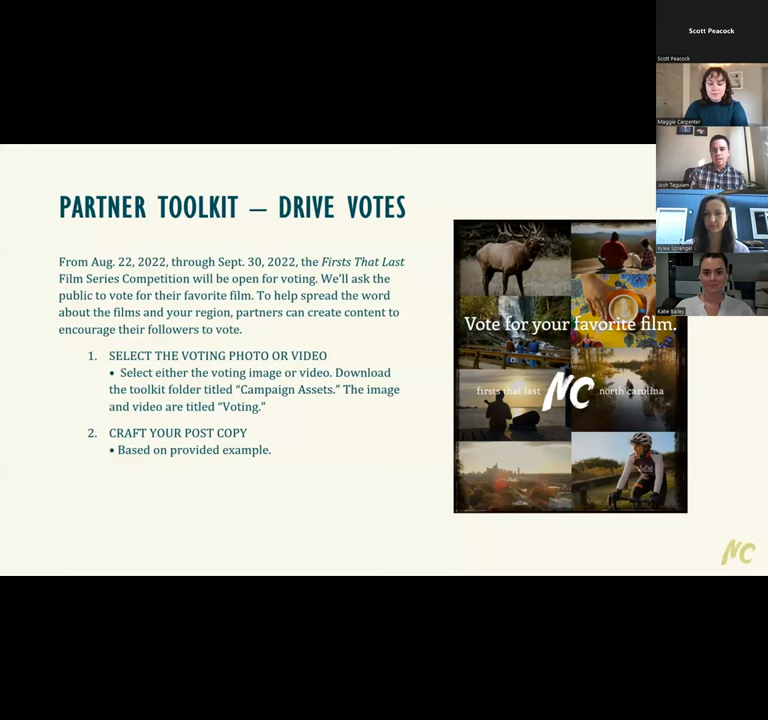 Scott Peacock
Scott Peacock
Maggie Carpenter
Josh Taguiam
Kylee Sprengel
Katie Bailey
PARTNER TOOLKIT – DRIVE VOTES
From Aug. 22, 2022, through Sept. 30, 2022, the Firsts That Last
Film Series Competition will be open for voting. We'll ask the
public to vote for their favorite film. To help spread the word
about the films and your region, partners can create content to
encourage their followers to vote.
1. SELECT THE VOTING PHOTO OR VIDEO
• Select either the voting image or video. Download
the toolkit folder titled “Campaign Assets.” The image
and video are titled “Voting.”
2. CRAFT YOUR POST COPY
• Based on provided example.
Vote for your favorite film.
firsts that last NC north carolina
NC